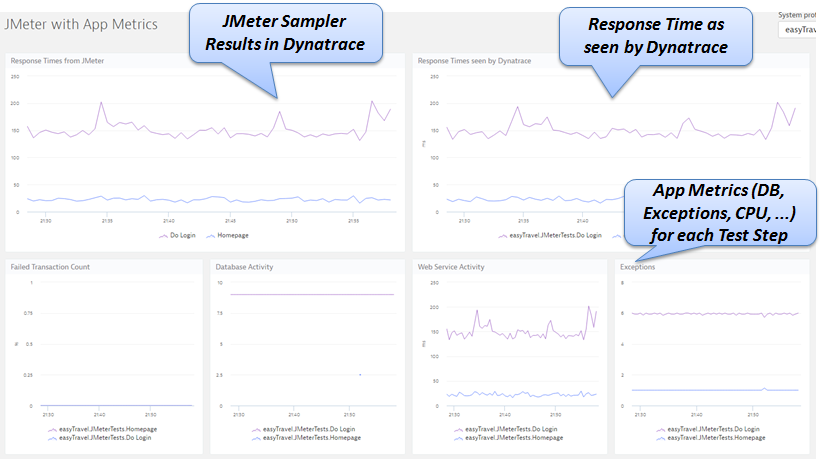 JMeter with App Metrics
JMeter Sampler
Results in Dynatrace
Response Time as
seen by Dynatrace
System prof
easyTravel
Response Times from JMeter
250
200
150
100
50
0
21:30
21:35
21:40
21:45
21:50
21:55
Do Login
Homepage
Response Times seen by Dynatrace
250
200
150
100
50
0
ms
21:30
21:35
21:40
easyTravel.JMeterTests.Do Login
App Metrics (DB,
Exceptions, CPU, ...)
for each Test Step
Failed Transaction Count
1
0.75
0.5
0.25
0
21:30
21:40
21:50
easyTravel.JMeterTests.Homepage
easyTravel.JMeterTests.Do Login
Database Activity
10
7.5
5
2.5
0
21:30
21:40
21:50
easyTravel.JMeterTests.Do Login
easyTravel.JMeterTests.Homepage
Web Service Activity
250
200
150
100
50
0
ms
21:30
21:40
21:50
easyTravel.JMeterTests.Do Login
easyTravel.JMeterTests.Homepage
Exceptions
8
6
4
2
0
21:30
21:40
21:50
easyTravel.JMeterTests.Do Login
easyTravel.JMeterTests.Homepage